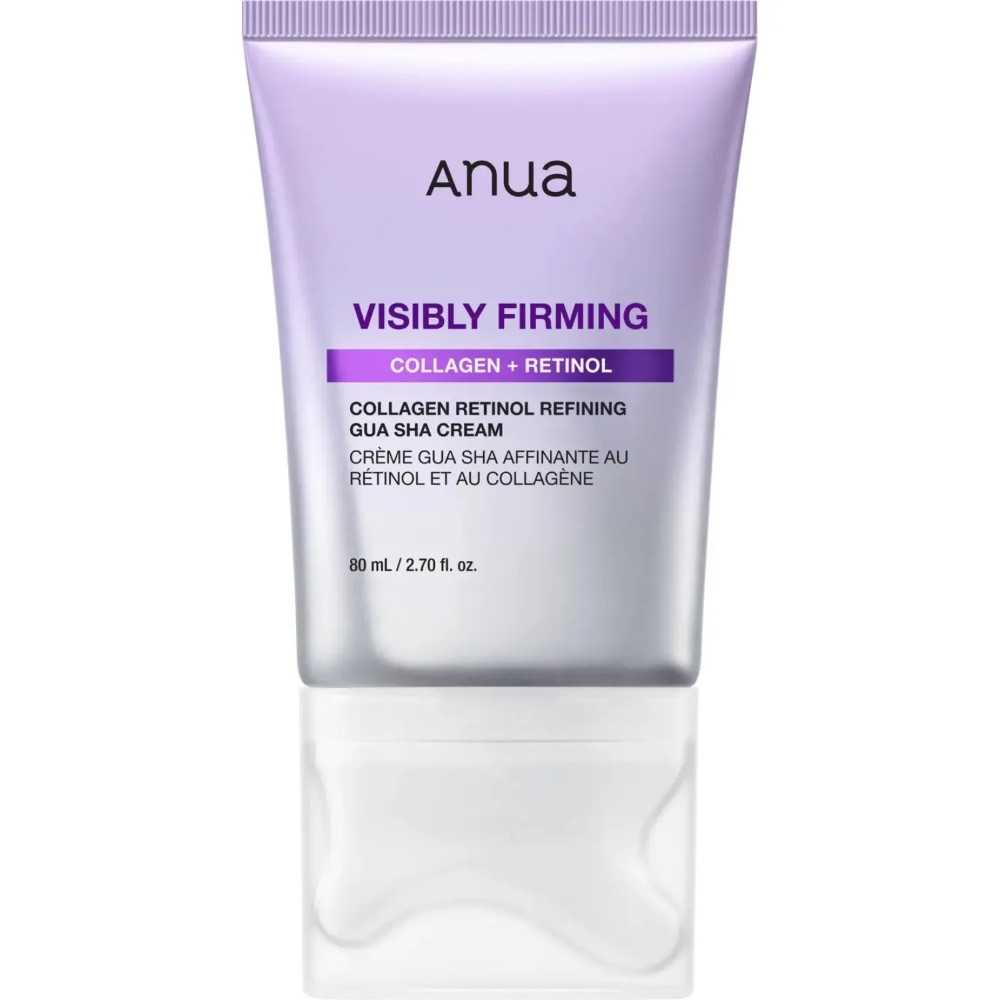 Anua
VISIBLY FIRMING
COLLAGEN + RETINOL
COLLAGEN RETINOL REFINING
GUA SHA CREAM
CRÈME GUA SHA AFFINANTE AU
RÉTINOL ET AU COLLAGÈNE
80 mL / 2.70 fl. oz.